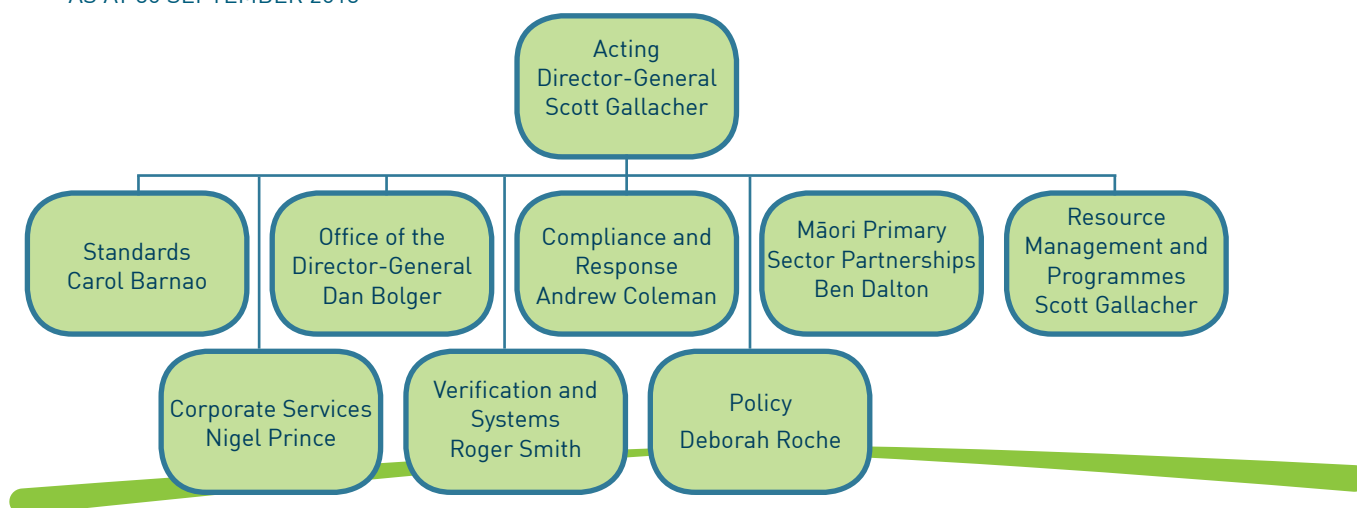 Acting
Director-General
Scott Gallacher
Standards
Carol Barnao
Office of the
Director-General
Dan Bolger
Compliance and
Response
Andrew Coleman
Māori Primary
Sector Partnerships
Ben Dalton
Resource
Management and
Programmes
Scott Gallacher
Corporate Services
Nigel Prince
Verification and
Systems
Roger Smith
Policy
Deborah Roche